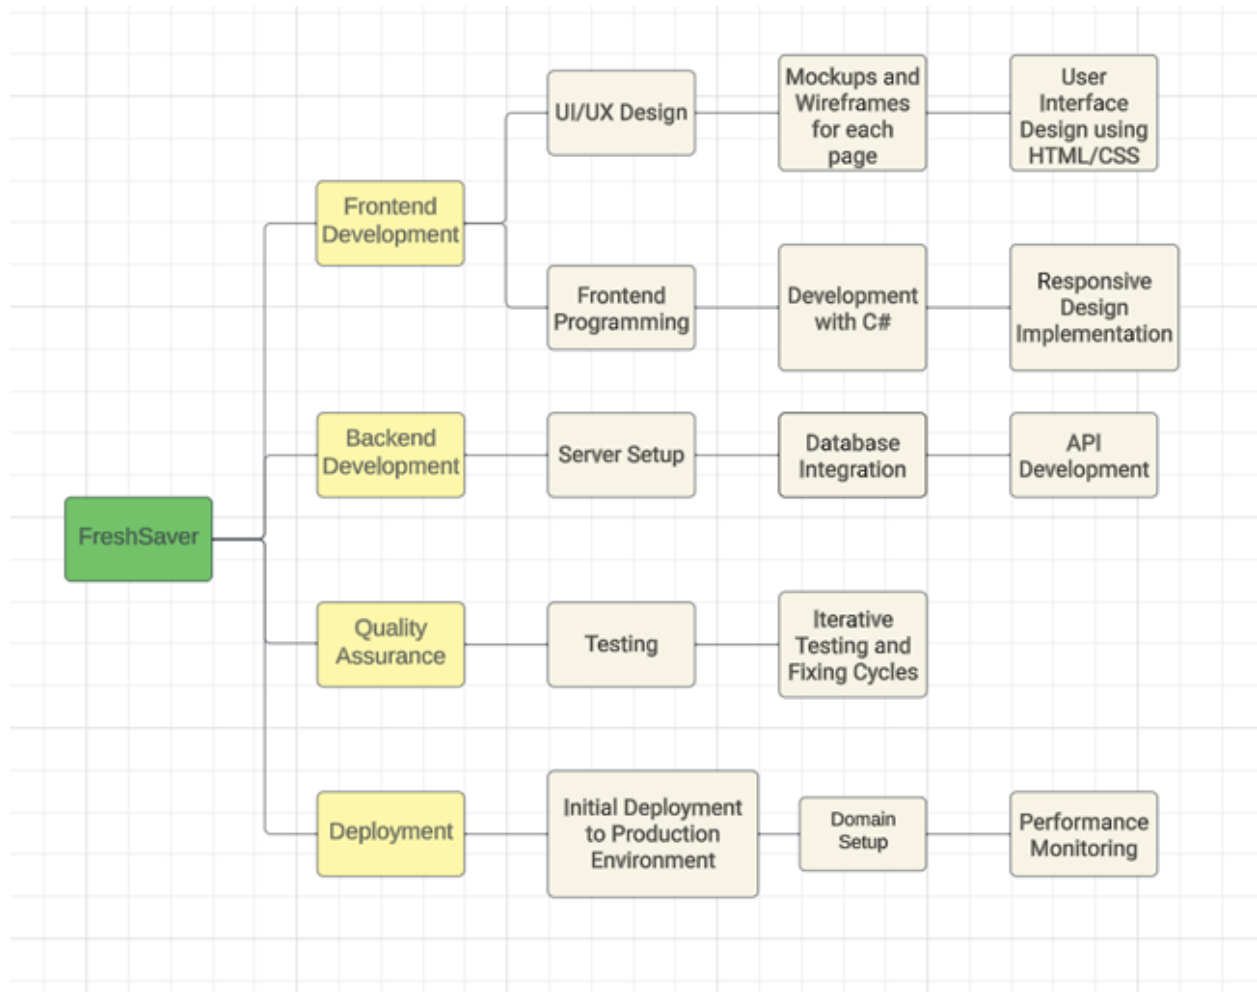 UI/UX Design
Mockups and
Wireframes
for each
page
User
Interface
Design using
HTML/CSS
Frontend
Development
Frontend
Programming
Development
with C#
Responsive
Design
Implementation
Backend
Development
Server Setup
Database
Integration
API
Development
FreshSaver
Quality
Assurance
Testing
Iterative
Testing and
Fixing Cycles
Deployment
Initial Deployment
to Production
Environment
Domain
Setup
Performance
Monitoring